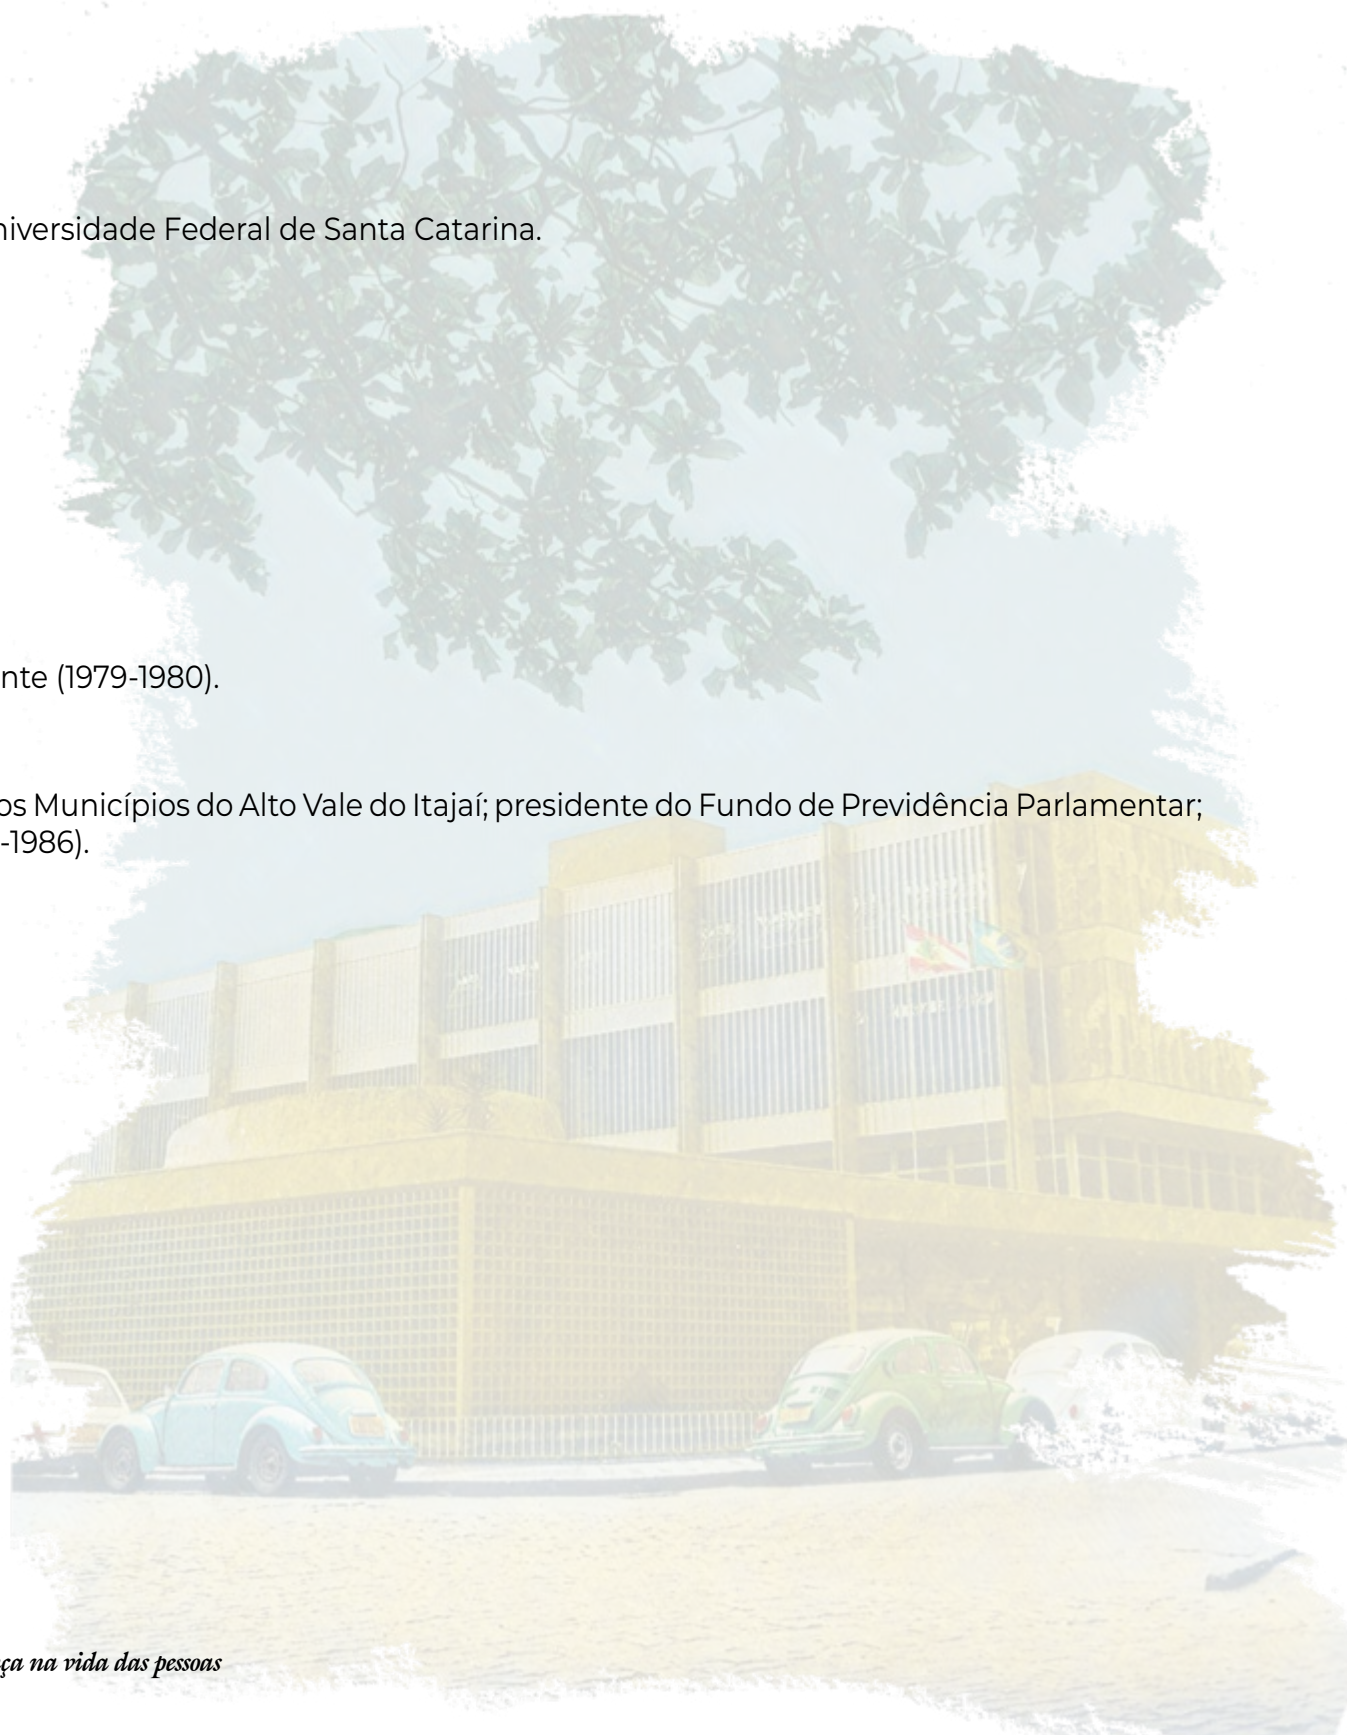 niversidade Federal de Santa Catarina.
nte (1979-1980).
os Municípios do Alto Vale do Itajaí; presidente do Fundo de Previdência Parlamentar;
-1986).
ça na vida das pessoas